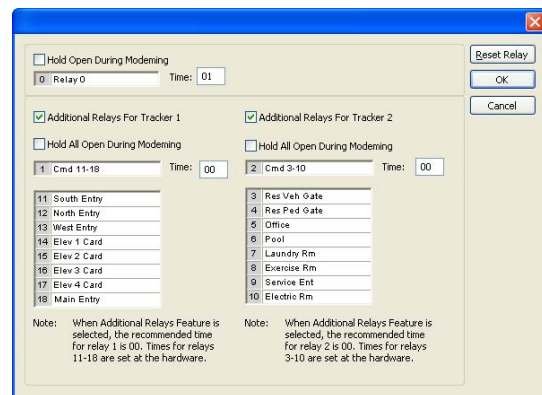 Hold Open During Modeming
0 Relay 0 Time: 01
Reset Relay
OK
Cancel
Additional Relays For Tracker 1
Hold All Open During Modeming
1 Cmd 11-18 Time: 00
11 South Entry
12 North Entry
13 West Entry
14 Elev 1 Card
15 Elev 2 Card
16 Elev 3 Card
17 Elev 4 Card
18 Main Entry
Note: When Additional Relays Feature is
selected, the recommended time
for relay 1 is 00. Times for relays
11-18 are set at the hardware.
Additional Relays For Tracker 2
Hold All Open During Modeming
2 Cmd 3-10 Time: 00
3 Res Veh Gate
4 Res Ped Gate
5 Office
6 Pool
7 Laundry Rm
8 Exercise Rm
9 Service Ent
10 Electric Rm
Note: When Additional Relays Feature is
selected, the recommended time
for relay 2 is 00. Times for relays
3-10 are set at the hardware.